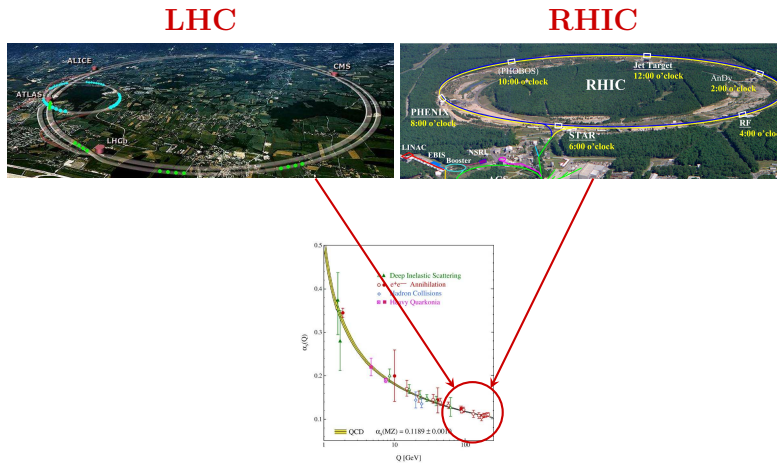 LHC
RHIC
ALICE
CMS
ATLAS
LHCb
(PHOBOS)
10:00 o'clock
Jet Target
12:00 o'clock
RHIC
AnDy
2:00 o'clock
PHENIX
8:00 o'clock
RF
4:00 o'clock
STAR
6:00 o'clock
LINAC
EBIS
Booster
NSRL
AGS
0.5
0.4
0.3
0.2
0.1
αs(Q)
Deep Inelastic Scattering
e+e− Annihilation
Hadron Collisions
Heavy Quarkonia
QCD
αs(MZ) = 0.1189 ± 0.0010
1
10
100
Q [GeV]